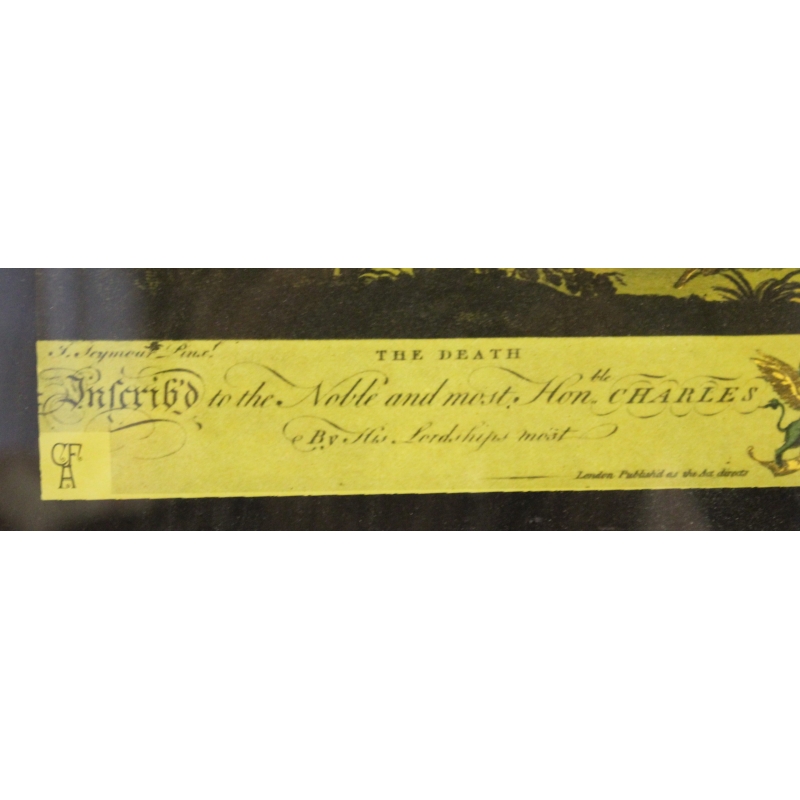 J. Seymour Pinx.t
THE DEATH
Inſcrib'd to the Noble and most Hon.ble CHARLES
By His Lordships most
London Publish'd as the Act directs
CFA